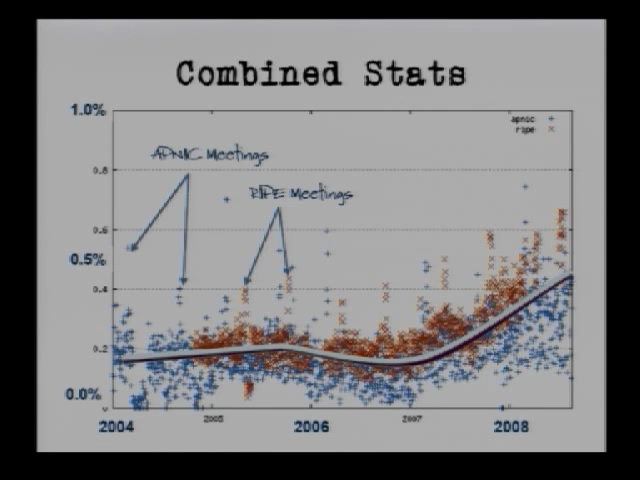 Combined Stats
1.0%
apnic
ripe
0.8
APNIC Meetings
RIPE Meetings
0.6
0.5%
0.4
0.2
0.0%
2004
2005
2006
2007
2008